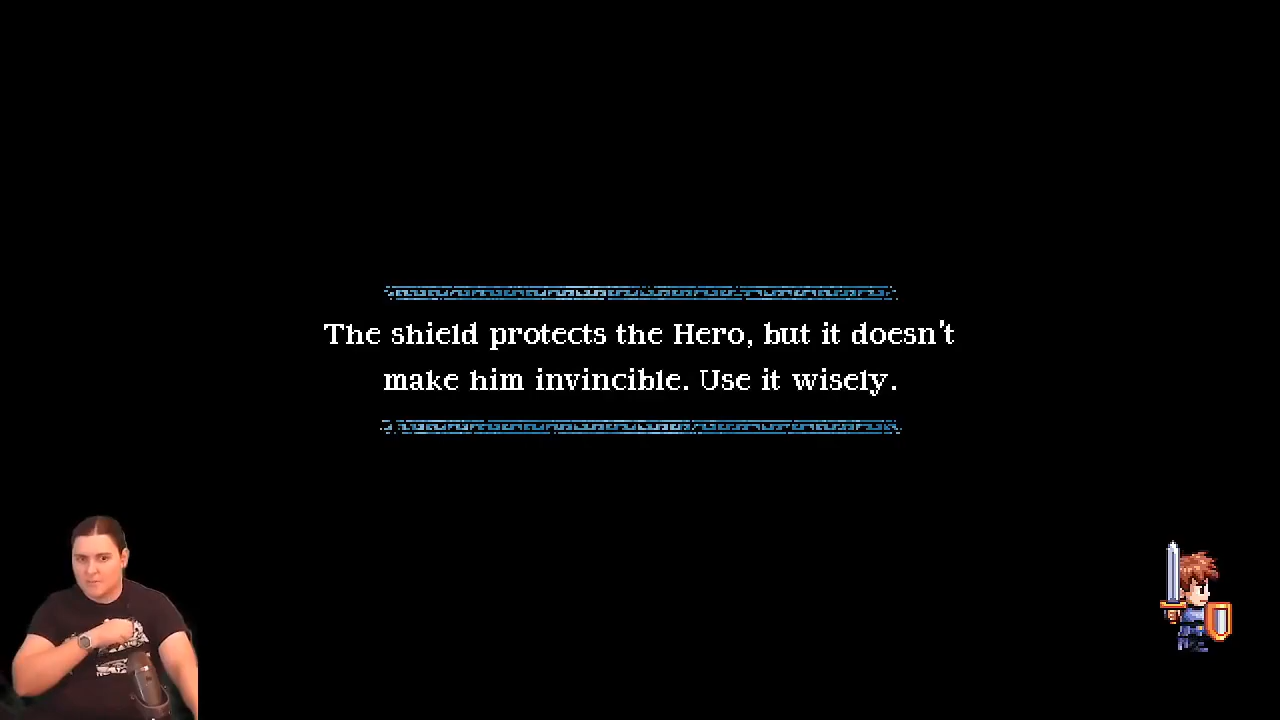 The shield protects the Hero, but it doesn't
make him invincible. Use it wisely.